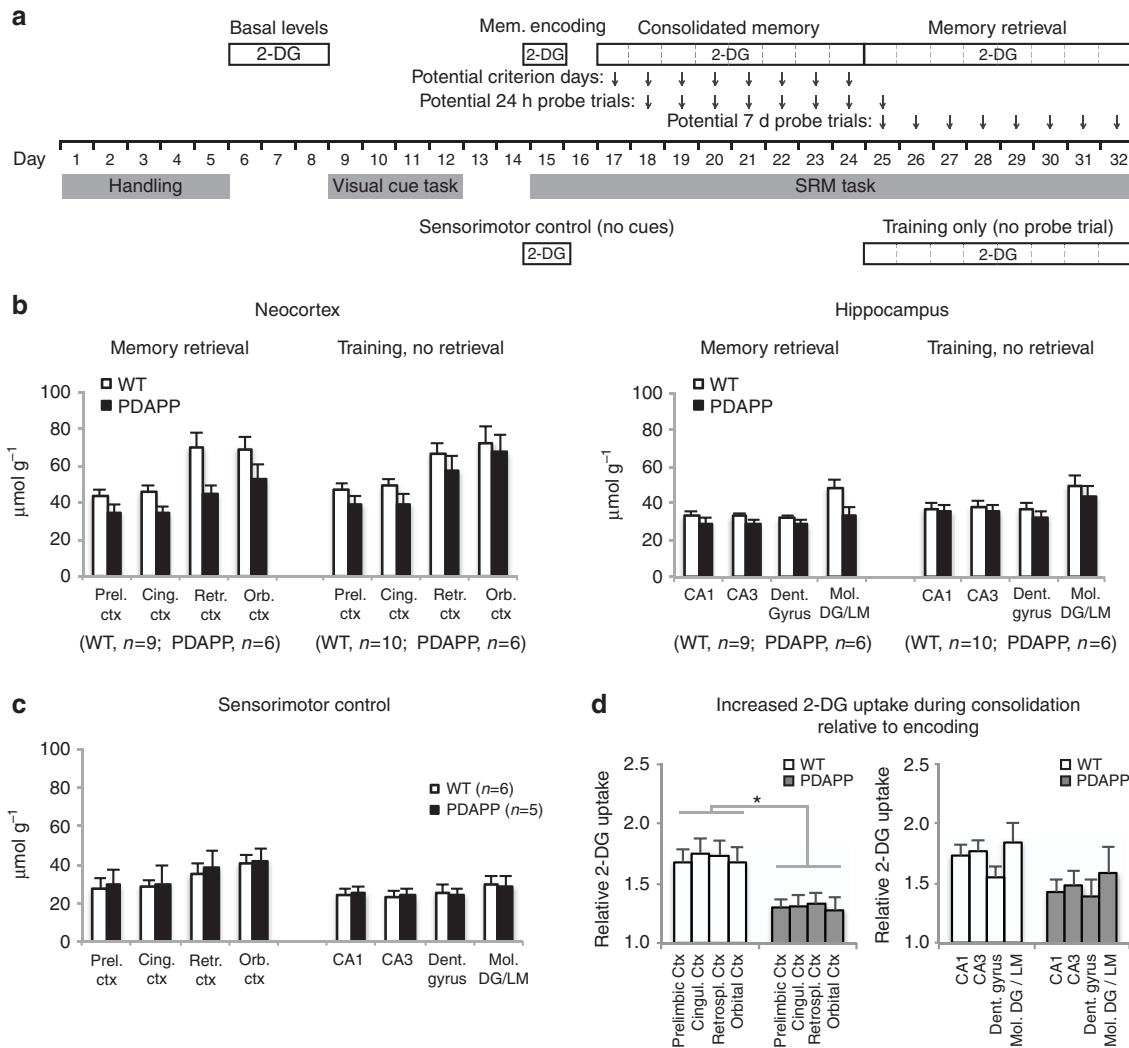 a
Basal levels
2-DG
Mem. encoding
2-DG
Consolidated memory
2-DG
Memory retrieval
2-DG
Potential criterion days:
Potential 24 h probe trials:
Potential 7 d probe trials:
Day 1 2 3 4 5 6 7 8 9 10 11 12 13 14 15 16 17 18 19 20 21 22 23 24 25 26 27 28 29 30 31 32
Handling
Visual cue task
SRM task
Sensorimotor control (no cues)
2-DG
Training only (no probe trial)
2-DG
b
Neocortex
Memory retrieval
Training, no retrieval
WT
PDAPP
µmol g⁻¹
100
80
60
40
20
0
Prel. ctx
Cing. ctx
Retr. ctx
Orb. ctx
Prel. ctx
Cing. ctx
Retr. ctx
Orb. ctx
(WT, n=9; PDAPP, n=6)
(WT, n=10; PDAPP, n=6)
Hippocampus
Memory retrieval
Training, no retrieval
WT
PDAPP
µmol g⁻¹
100
80
60
40
20
0
CA1
CA3
Dent. Gyrus
Mol. DG/LM
CA1
CA3
Dent. gyrus
Mol. DG/LM
(WT, n=9; PDAPP, n=6)
(WT, n=10; PDAPP, n=6)
c
Sensorimotor control
WT (n=6)
PDAPP (n=5)
µmol g⁻¹
100
80
60
40
20
0
Prel. ctx
Cing. ctx
Retr. ctx
Orb. ctx
CA1
CA3
Dent. gyrus
Mol. DG/LM
d
Increased 2-DG uptake during consolidation
relative to encoding
WT
PDAPP
*
Relative 2-DG uptake
2.5
2.0
1.5
1.0
Prelimbic Ctx
Cingul. Ctx
Retrospl. Ctx
Orbital Ctx
Prelimbic Ctx
Cingul. Ctx
Retrospl. Ctx
Orbital Ctx
WT
PDAPP
Relative 2-DG uptake
2.5
2.0
1.5
1.0
CA1
CA3
Dent. gyrus
Mol. DG / LM
CA1
CA3
Dent. gyrus
Mol. DG / LM